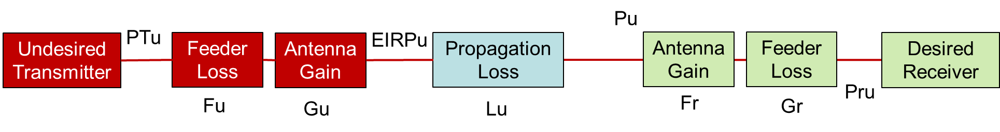 Undesired
Transmitter
PTu
Feeder
Loss
Fu
Antenna
Gain
Gu
EIRPu
Propagation
Loss
Lu
Pu
Antenna
Gain
Fr
Feeder
Loss
Gr
Pru
Desired
Receiver